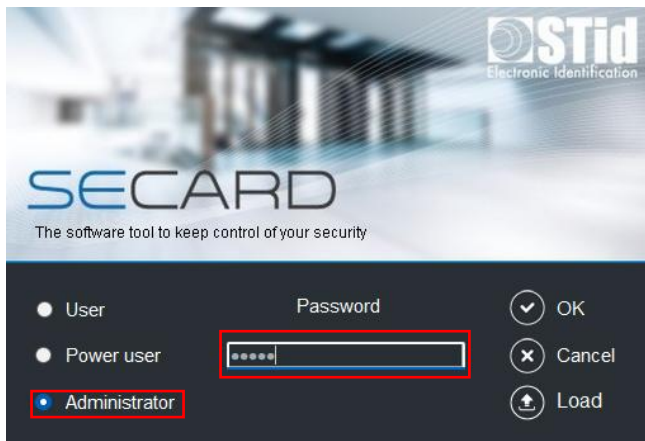 STid
Electronic Identification
SECARD
The software tool to keep control of your security
User
Password
OK
Power user
•••••
Cancel
Administrator
Load